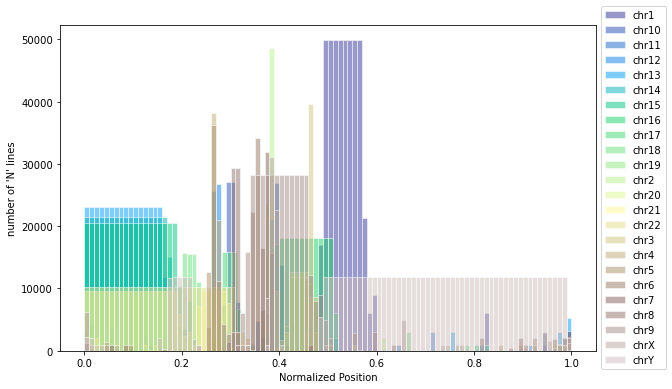 number of 'N' lines
50000
40000
30000
20000
10000
0
0.0 0.2 0.4 0.6 0.8 1.0
Normalized Position
chr1
chr10
chr11
chr12
chr13
chr14
chr15
chr16
chr17
chr18
chr19
chr2
chr20
chr21
chr22
chr3
chr4
chr5
chr6
chr7
chr8
chr9
chrX
chrY